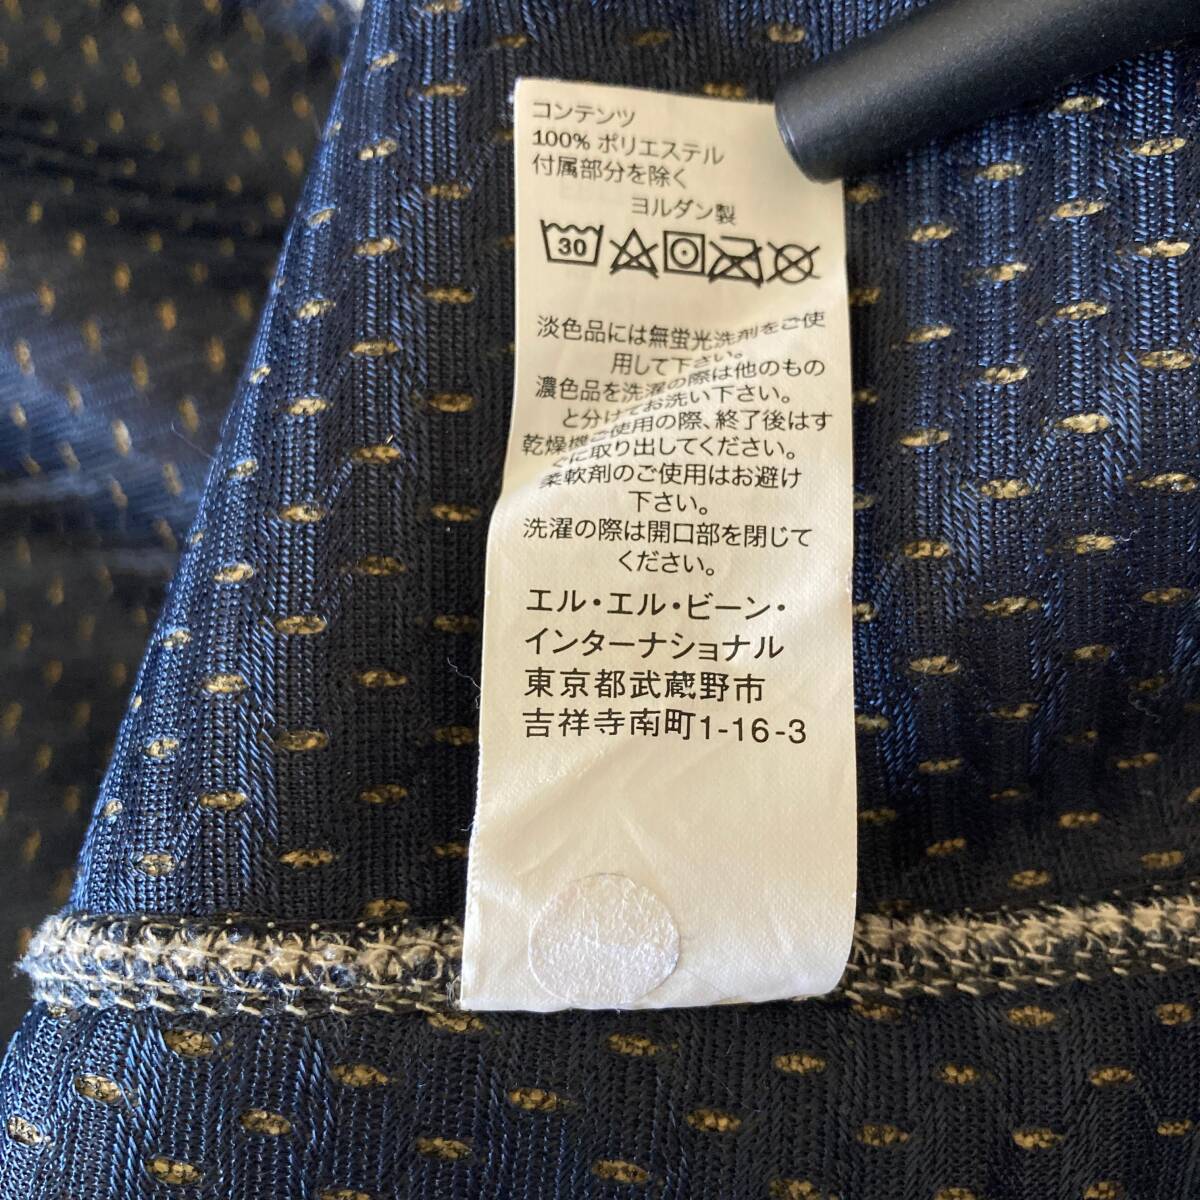 コンテンツ
100% ポリエステル
付属部分を除く
ヨルダン製
30
淡色品には無蛍光洗剤をご使
用して下さい。
濃色品を洗濯の際は他のもの
と分けてお洗い下さい。
乾燥機ご使用の際、終了後はす
ぐに取り出してください。
柔軟剤のご使用はお避け
下さい。
洗濯の際は開口部を閉じて
ください。
エル・エル・ビーン・
インターナショナル
東京都武蔵野市
吉祥寺南町1-16-3